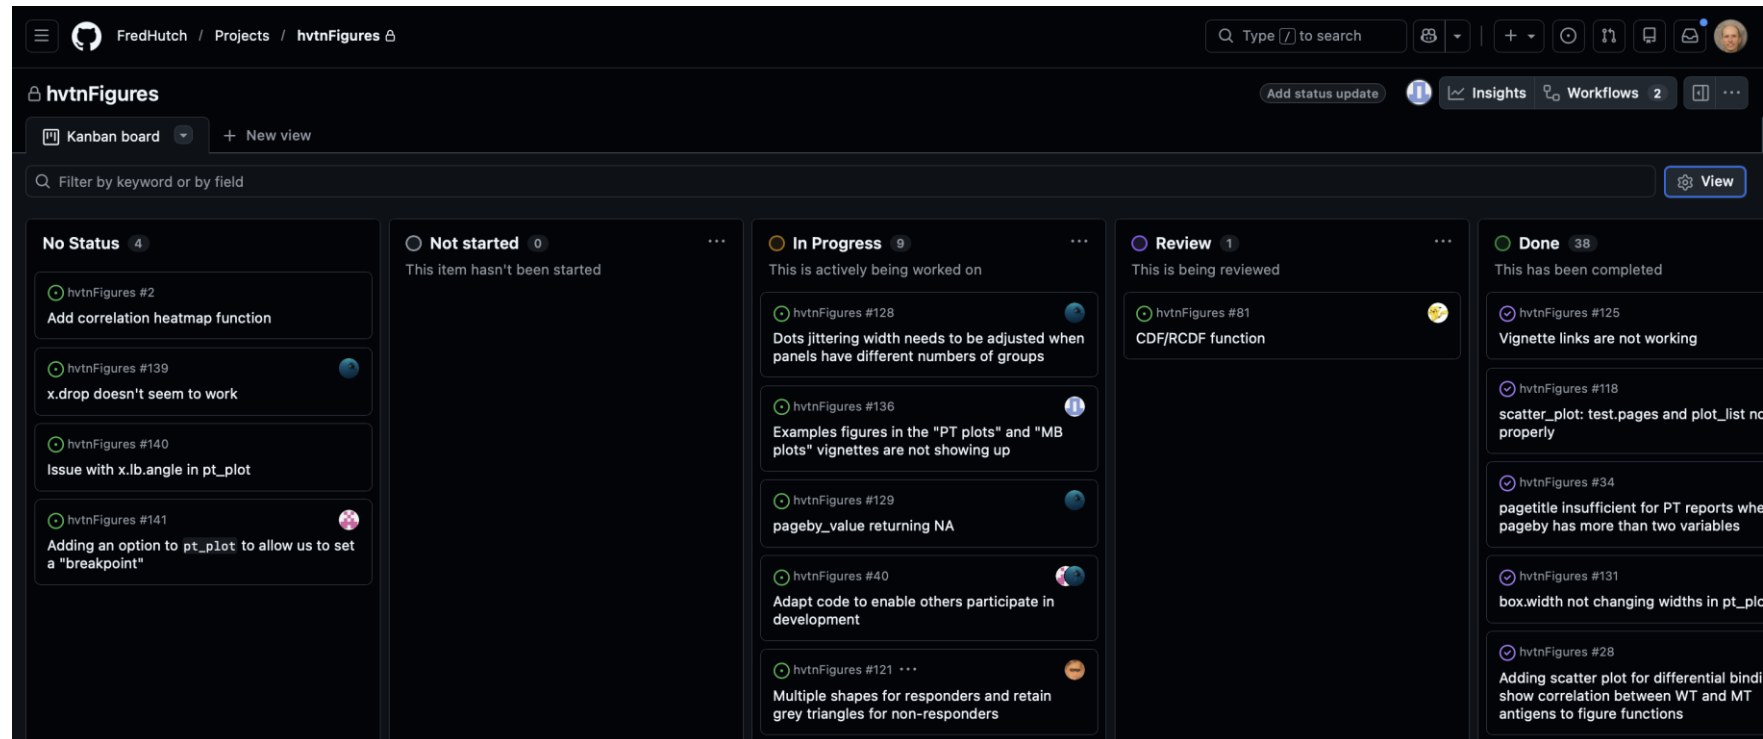 FredHutch / Projects / hvtnFigures
Type / to search
hvtnFigures
Add status update
Insights
Workflows 2
Kanban board
+ New view
Filter by keyword or by field
View
No Status 4
hvtnFigures #2
Add correlation heatmap function
hvtnFigures #139
x.drop doesn't seem to work
hvtnFigures #140
Issue with x.lb.angle in pt_plot
hvtnFigures #141
Adding an option to pt_plot to allow us to set
a "breakpoint"
Not started 0
This item hasn't been started
In Progress 9
This is actively being worked on
hvtnFigures #128
Dots jittering width needs to be adjusted when
panels have different numbers of groups
hvtnFigures #136
Examples figures in the "PT plots" and "MB
plots" vignettes are not showing up
hvtnFigures #129
pageby_value returning NA
hvtnFigures #40
Adapt code to enable others participate in
development
hvtnFigures #121
Multiple shapes for responders and retain
grey triangles for non-responders
Review 1
This is being reviewed
hvtnFigures #81
CDF/RCDF function
Done 38
This has been completed
hvtnFigures #125
Vignette links are not working
hvtnFigures #118
scatter_plot: test.pages and plot_list no
properly
hvtnFigures #34
pagetitle insufficient for PT reports whe
pageby has more than two variables
hvtnFigures #131
box.width not changing widths in pt_plo
hvtnFigures #28
Adding scatter plot for differential bindi
show correlation between WT and MT
antigens to figure functions